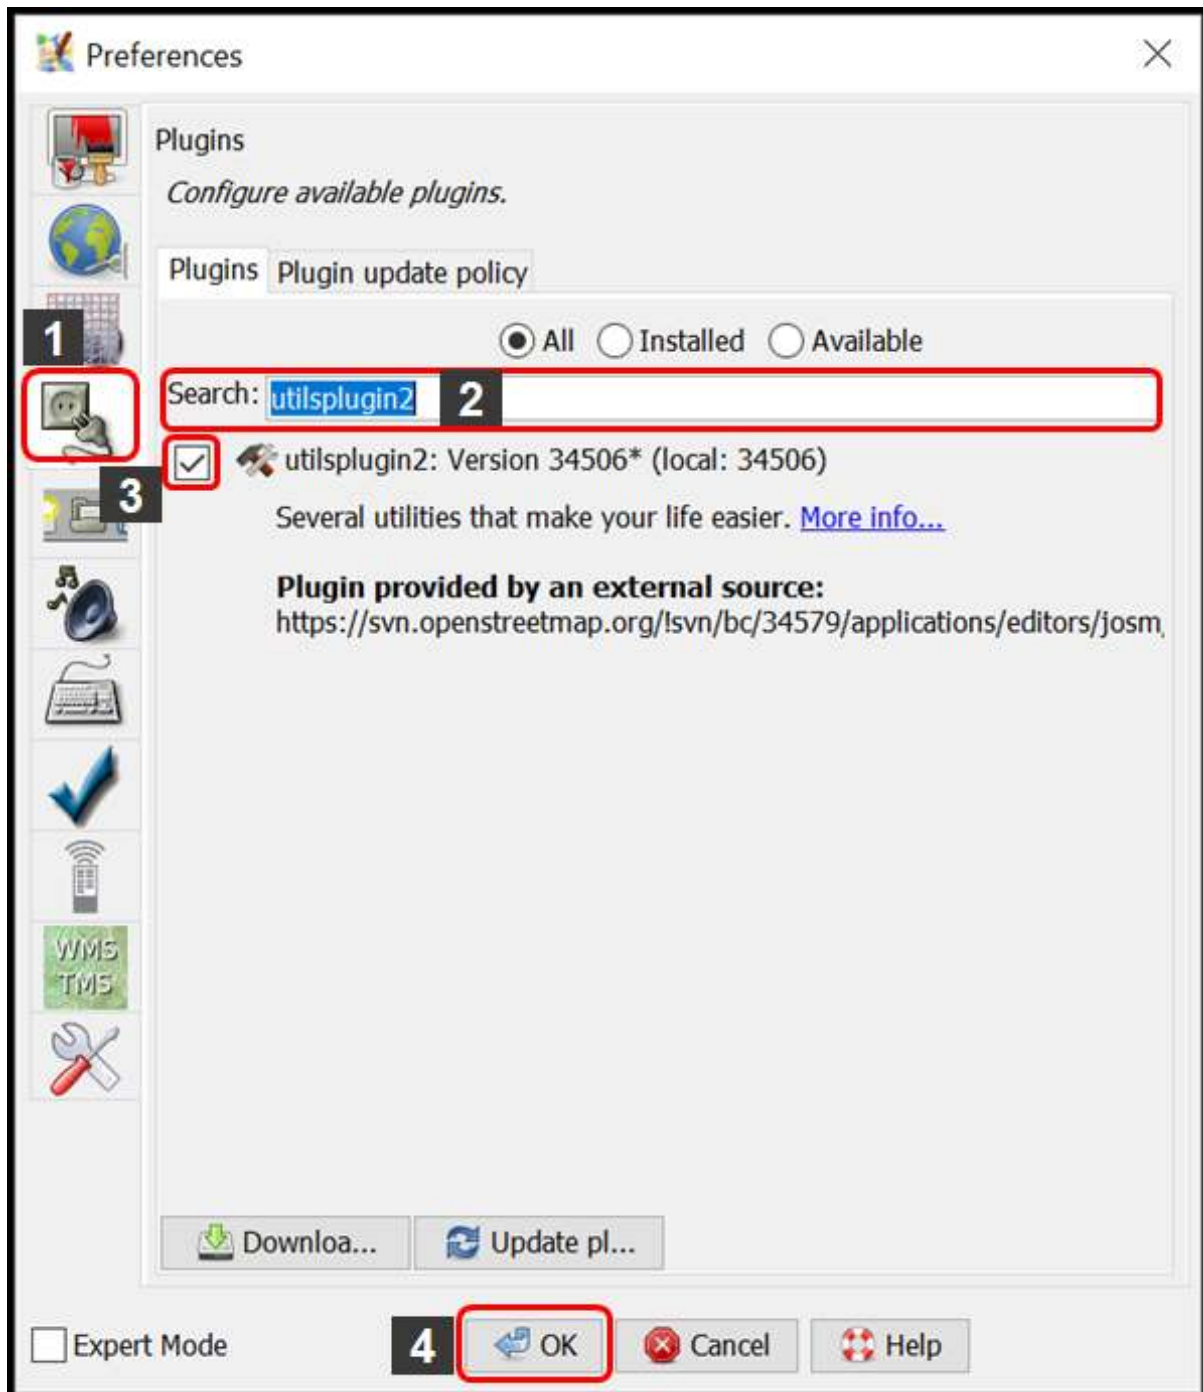 Preferences
Plugins
Configure available plugins.
Plugins Plugin update policy
1
All Installed Available
Search: utilsplugin2 2
3
utilsplugin2: Version 34506* (local: 34506)
Several utilities that make your life easier. More info...
Plugin provided by an external source:
https://svn.openstreetmap.org/!svn/bc/34579/applications/editors/josm
WMS
TMS
Downloa... Update pl...
Expert Mode 4 OK Cancel Help